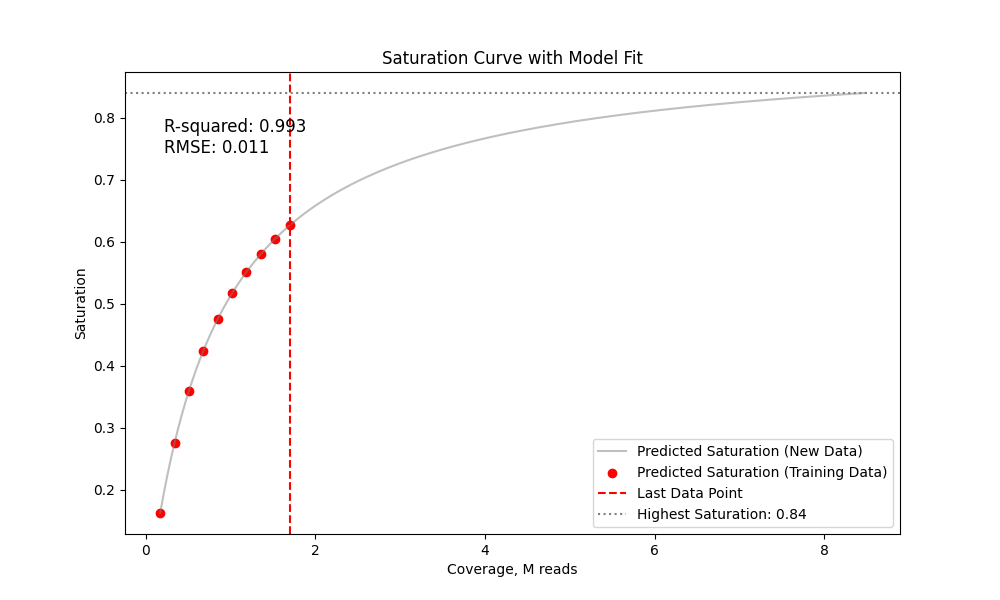 Saturation Curve with Model Fit
R-squared: 0.993
RMSE: 0.011
0.8
0.7
0.6
0.5
0.4
0.3
0.2
Saturation
0 2 4 6 8
Coverage, M reads
Predicted Saturation (New Data)
Predicted Saturation (Training Data)
Last Data Point
Highest Saturation: 0.84